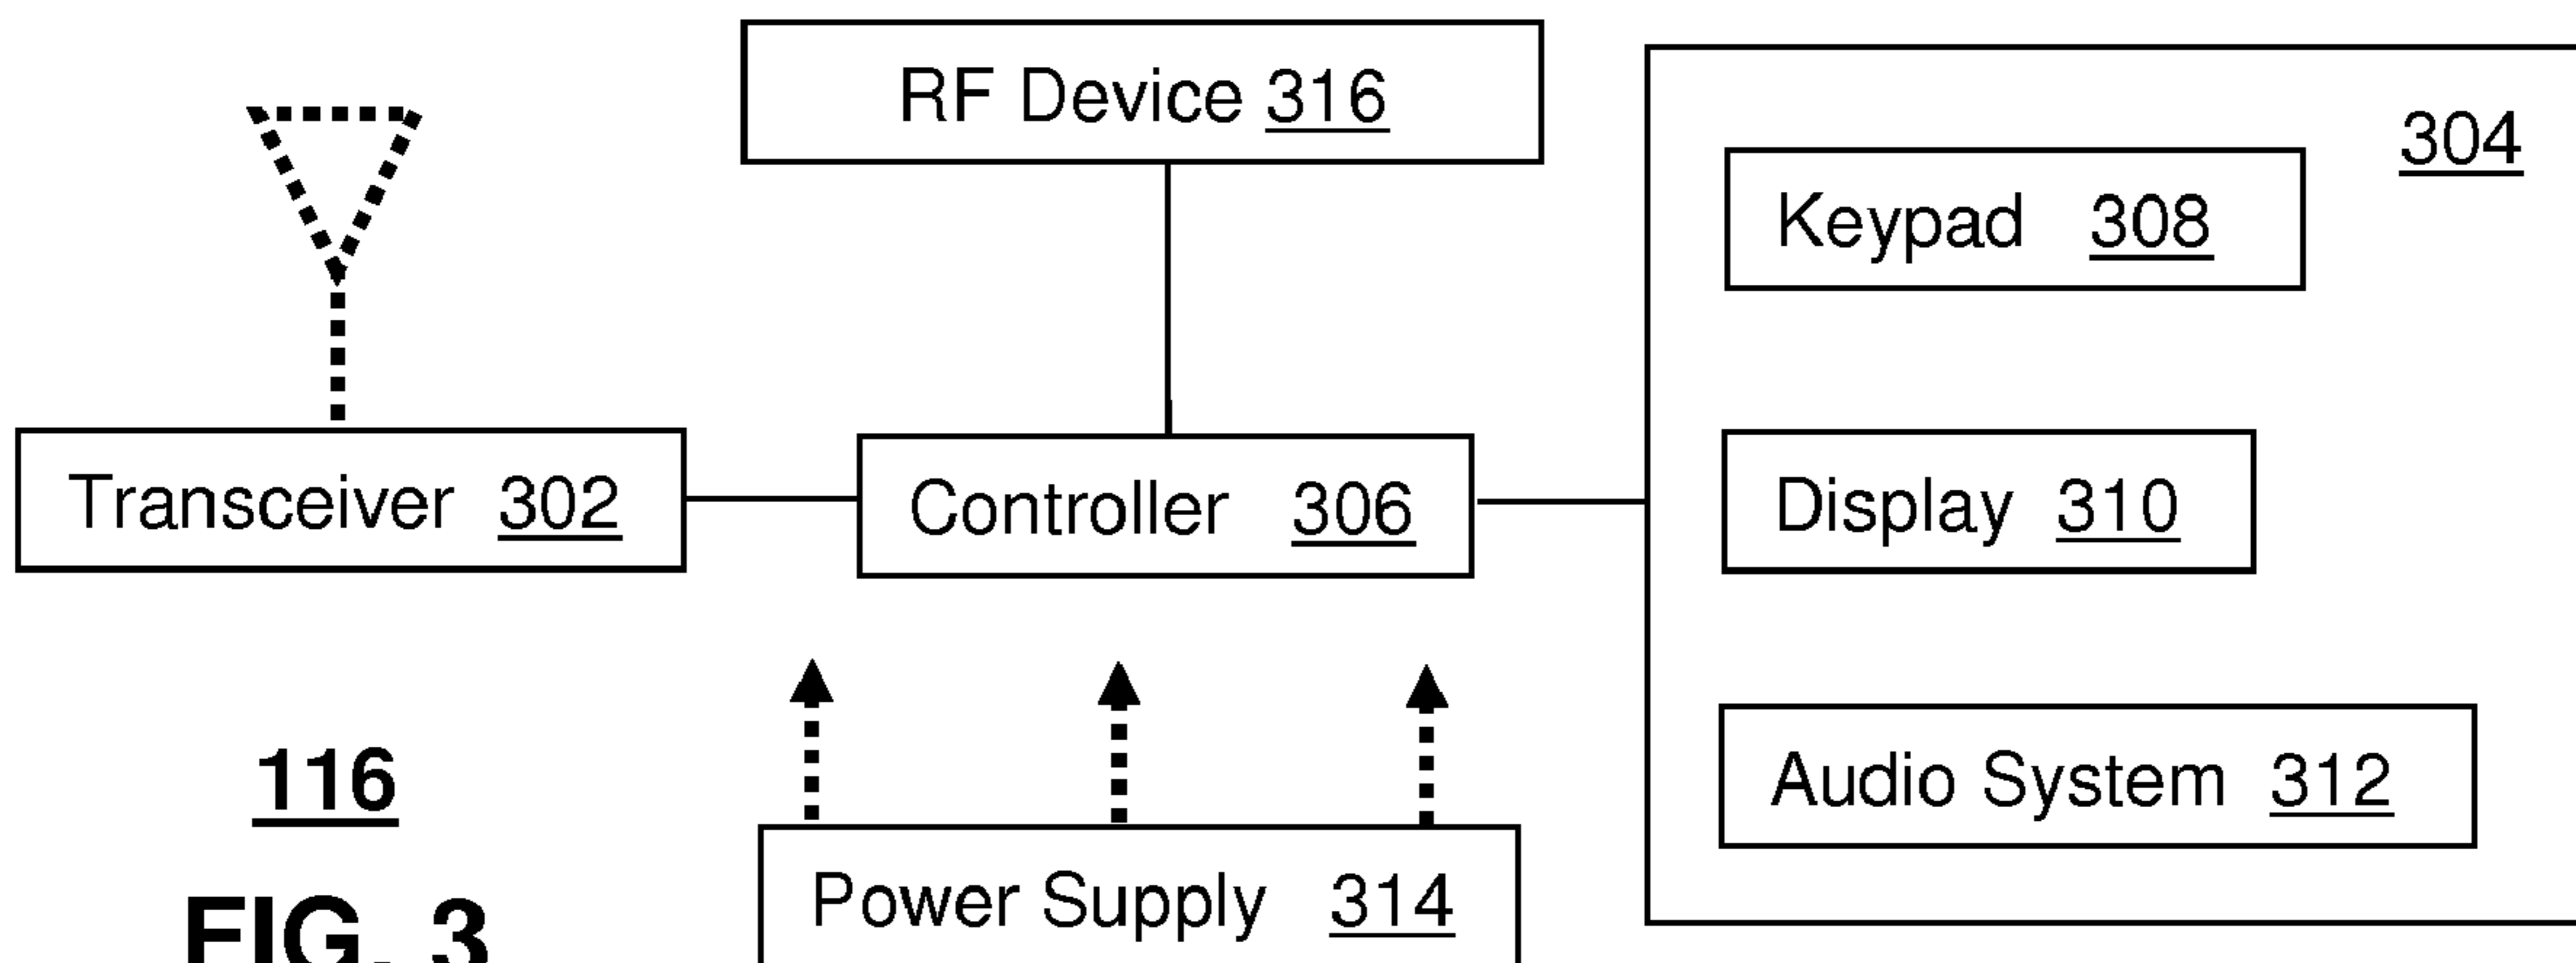 RF Device 316
304
Keypad 308
Transceiver 302
Controller 306
Display 310
Audio System 312
116
Power Supply 314
FIG. 3